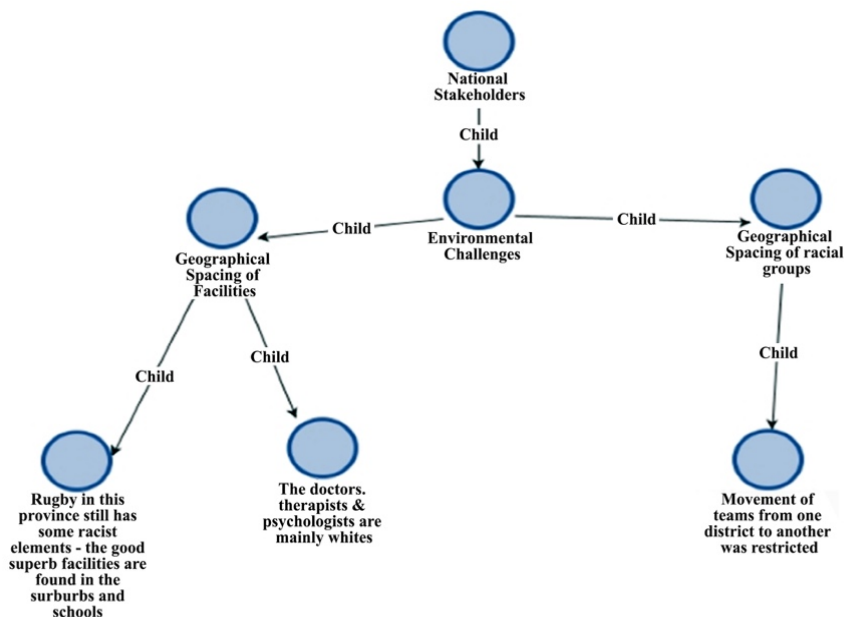 National
Stakeholders
Child
Child
Environmental
Challenges
Child
Geographical
Spacing of
Facilities
Geographical
Spacing of racial
groups
Child
Child
Child
Rugby in this
province still has
some racist
elements - the good
superb facilities are
found in the
surburbs and
schools
The doctors.
therapists &
psychologists are
mainly whites
Movement of
teams from one
district to another
was restricted